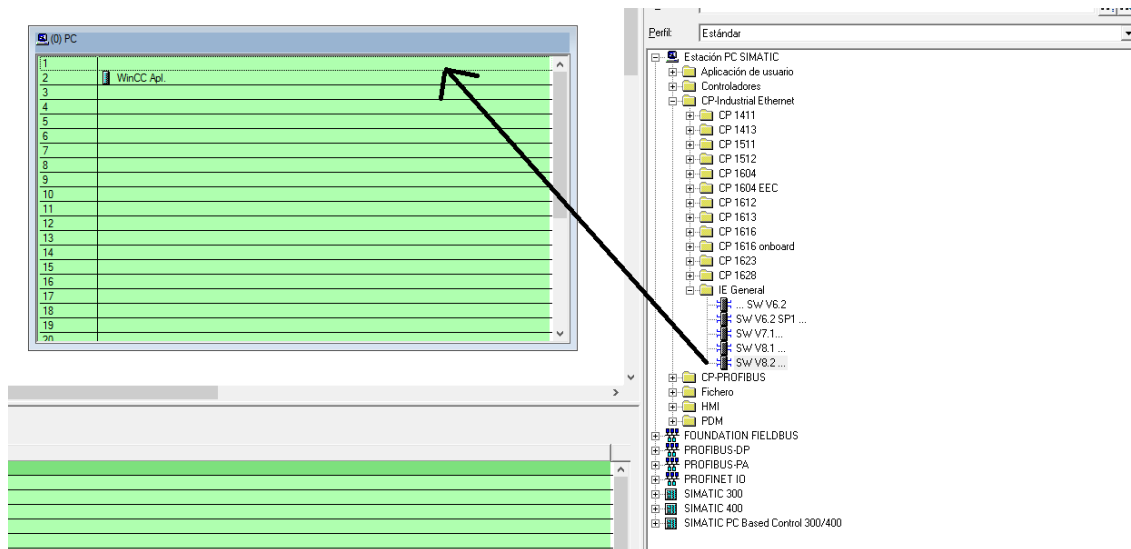 (0) PC
1
2 WinCC Apl.
3
4
5
6
7
8
9
10
11
12
13
14
15
16
17
18
19
20
Perfil: Estándar
Estación PC SIMATIC
Aplicación de usuario
Controladores
CP-Industrial Ethernet
CP 1411
CP 1413
CP 1511
CP 1512
CP 1604
CP 1604 EEC
CP 1612
CP 1613
CP 1616
CP 1616 onboard
CP 1623
CP 1628
IE General
... SW V6.2
SW V6.2 SP1 ...
SW V7.1...
SW V8.1 ...
SW V8.2 ...
CP-PROFIBUS
Fichero
HMI
PDM
FOUNDATION FIELDBUS
PROFIBUS-DP
PROFIBUS-PA
PROFINET IO
SIMATIC 300
SIMATIC 400
SIMATIC PC Based Control 300/400